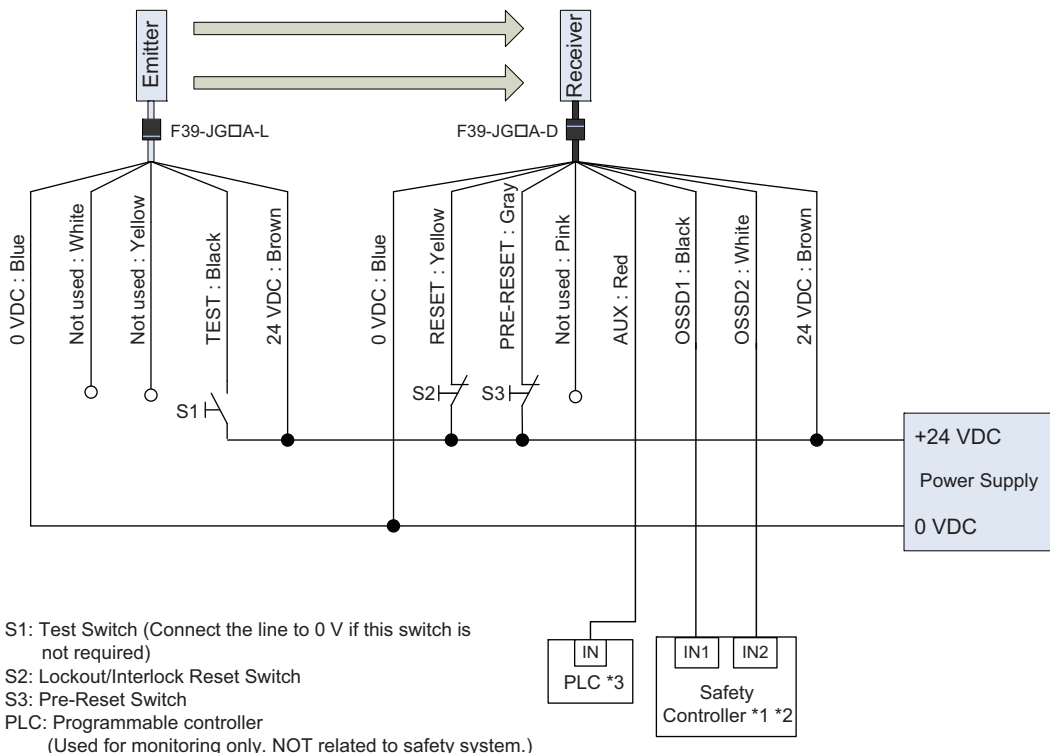 Emitter
Receiver
F39-JG□A-L
F39-JG□A-D
0 VDC : Blue
Not used : White
Not used : Yellow
TEST : Black
24 VDC : Brown
0 VDC : Blue
RESET : Yellow
PRE-RESET : Gray
Not used : Pink
AUX : Red
OSSD1 : Black
OSSD2 : White
24 VDC : Brown
S1
S2
S3
+24 VDC
Power Supply
0 VDC
S1: Test Switch (Connect the line to 0 V if this switch is
not required)
S2: Lockout/Interlock Reset Switch
S3: Pre-Reset Switch
PLC: Programmable controller
(Used for monitoring only. NOT related to safety system.)
IN
PLC *3
IN1
IN2
Safety
Controller *1 *2